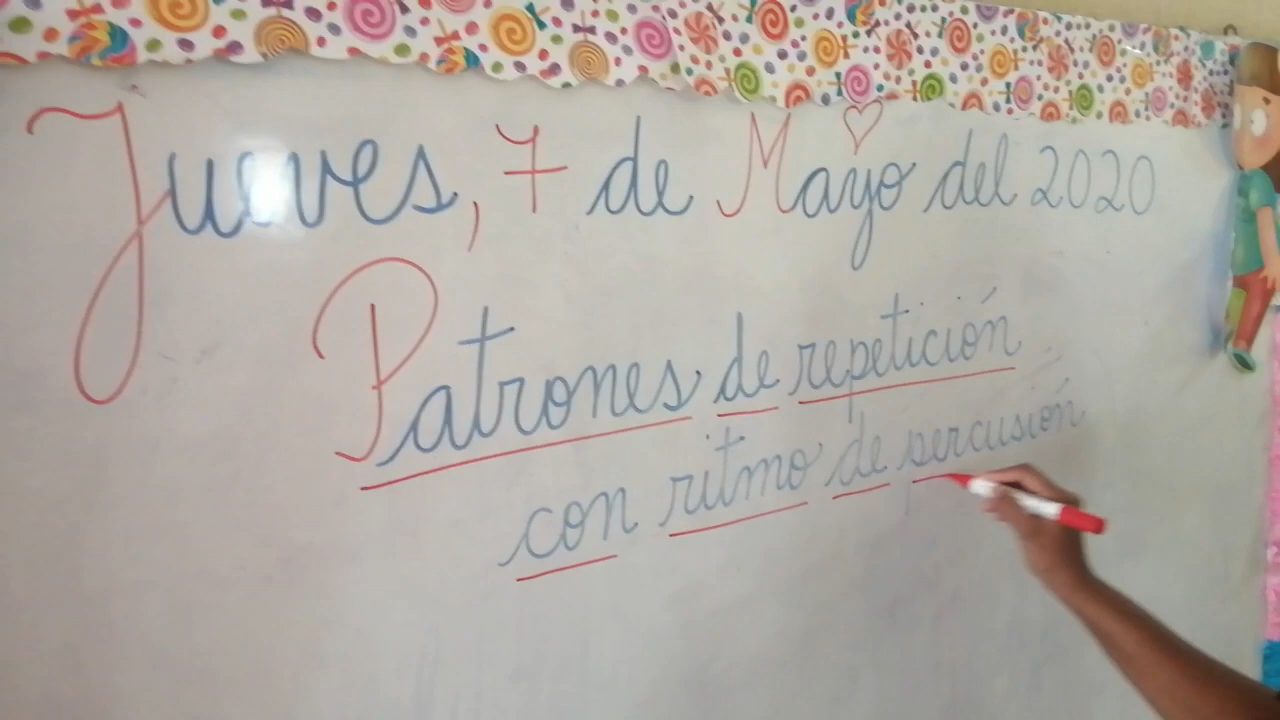 Jueves, 7 de Mayo del 2020
Patrones de repetición
con ritmo de percusión